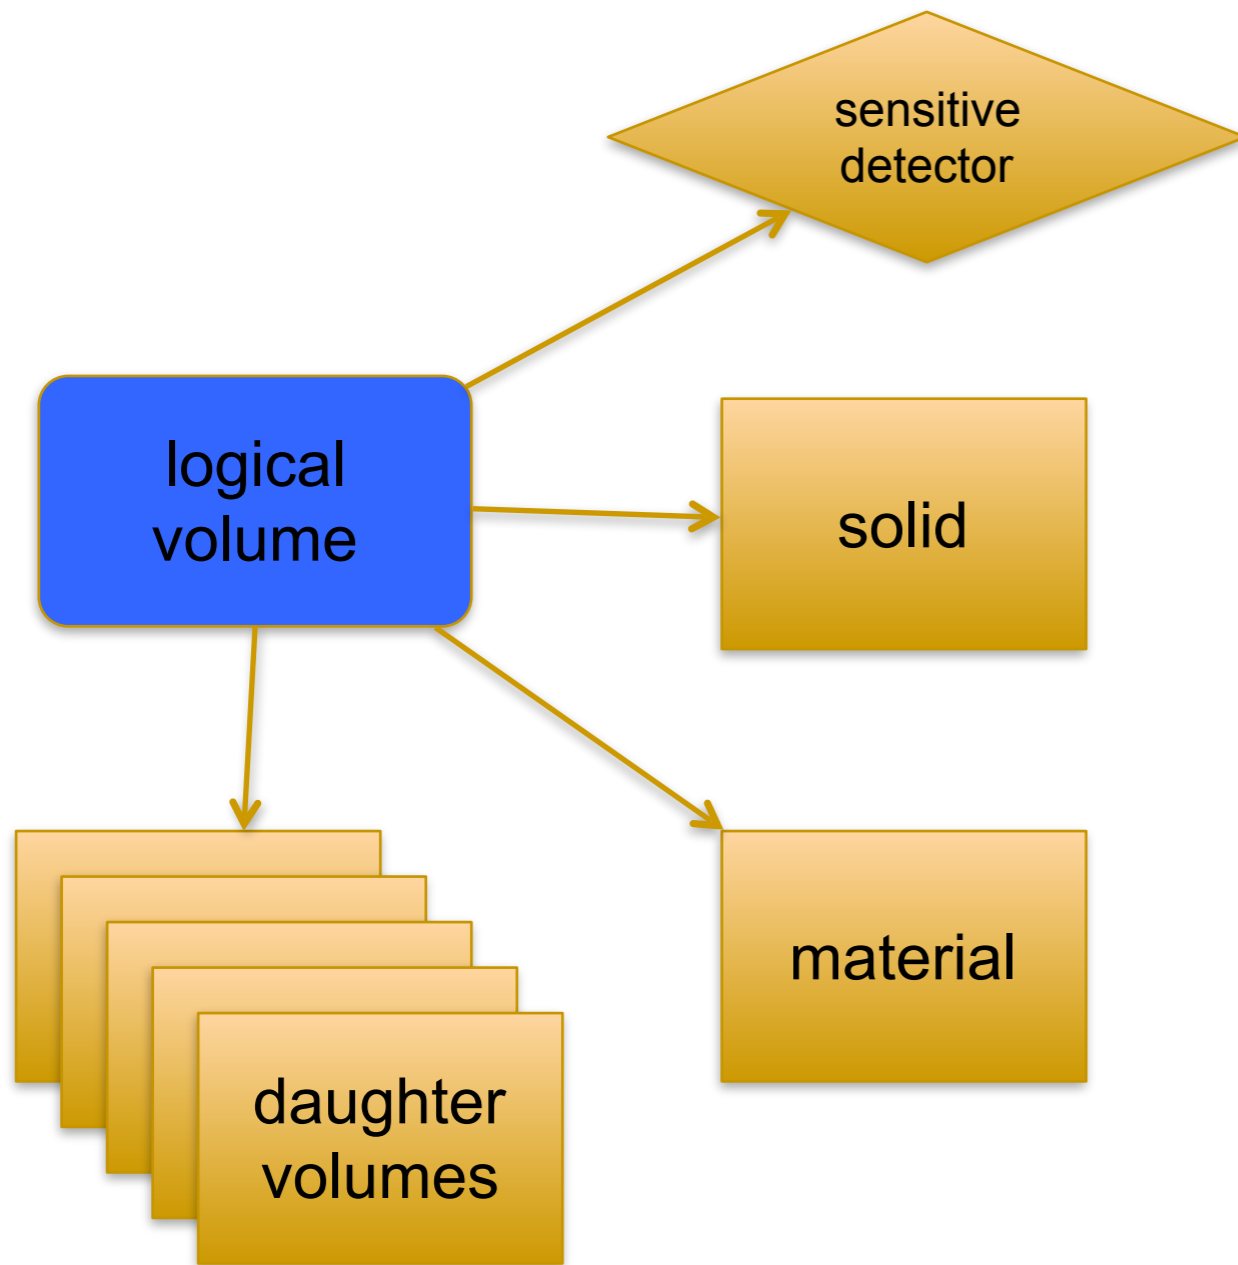 sensitive
detector
logical
volume
solid
material
daughter
volumes